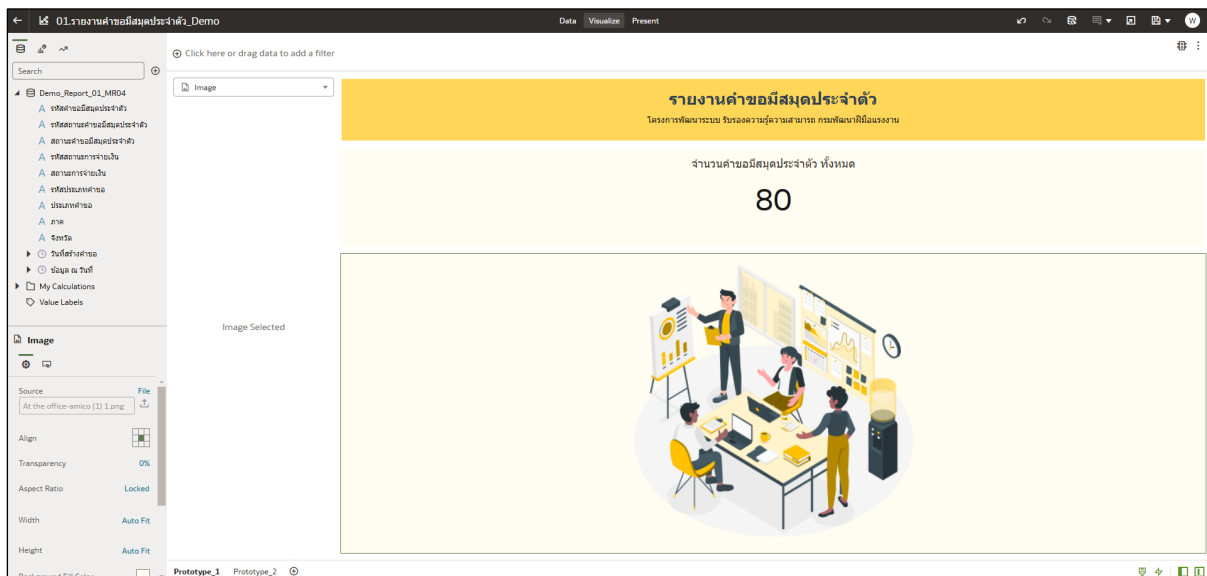 01.รายงานคำขอมีสมุดประจำตัว_Demo
Data Visualize Present
W
Click here or drag data to add a filter
Search
Demo_Report_01_MR04
รหัสคำขอมีสมุดประจำตัว
รหัสสถานะคำขอมีสมุดประจำตัว
สถานะคำขอมีสมุดประจำตัว
รหัสสถานะการจ่ายเงิน
สถานะการจ่ายเงิน
รหัสประเภทคำขอ
ประเภทคำขอ
ภาค
จังหวัด
วันที่สร้างคำขอ
ข้อมูล ณ วันที่
My Calculations
Value Labels
Image
Source File
At the office-amico (1) 1.png
Align
Transparency 0%
Aspect Ratio Locked
Width Auto Fit
Height Auto Fit
Background Fill Color
Image
Image Selected
รายงานคำขอมีสมุดประจำตัว
โครงการพัฒนาระบบ รับรองความรู้ความสามารถ กรมพัฒนาฝีมือแรงงาน
จำนวนคำขอมีสมุดประจำตัว ทั้งหมด
80
Prototype_1 Prototype_2